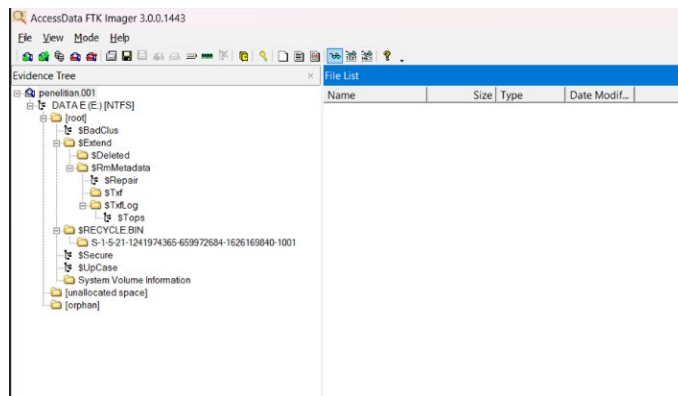 AccessData FTK Imager 3.0.0.1443
File View Mode Help
Evidence Tree
penelitian.001
DATA E (E:) [NTFS]
[root]
$BadClus
$Extend
$Deleted
$RmMetadata
$Repair
$Txf
$TxfLog
$Tops
$RECYCLE.BIN
S-1-5-21-1241974365-659972684-1626169840-1001
$Secure
$UpCase
System Volume Information
[unallocated space]
[orphan]
File List
Name Size Type Date Modif...